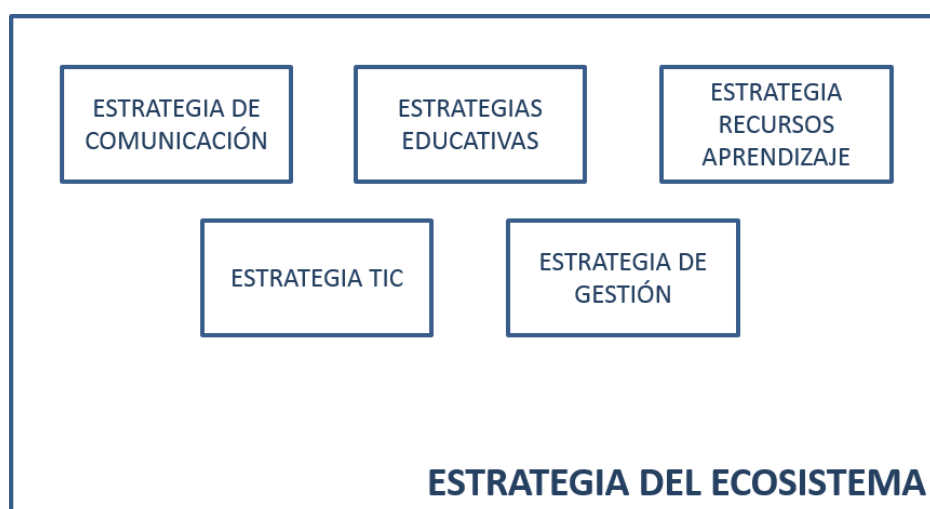 ESTRATEGIA DE
COMUNICACIÓN
ESTRATEGIAS
EDUCATIVAS
ESTRATEGIA
RECURSOS
APRENDIZAJE
ESTRATEGIA TIC
ESTRATEGIA DE
GESTIÓN
ESTRATEGIA DEL ECOSISTEMA